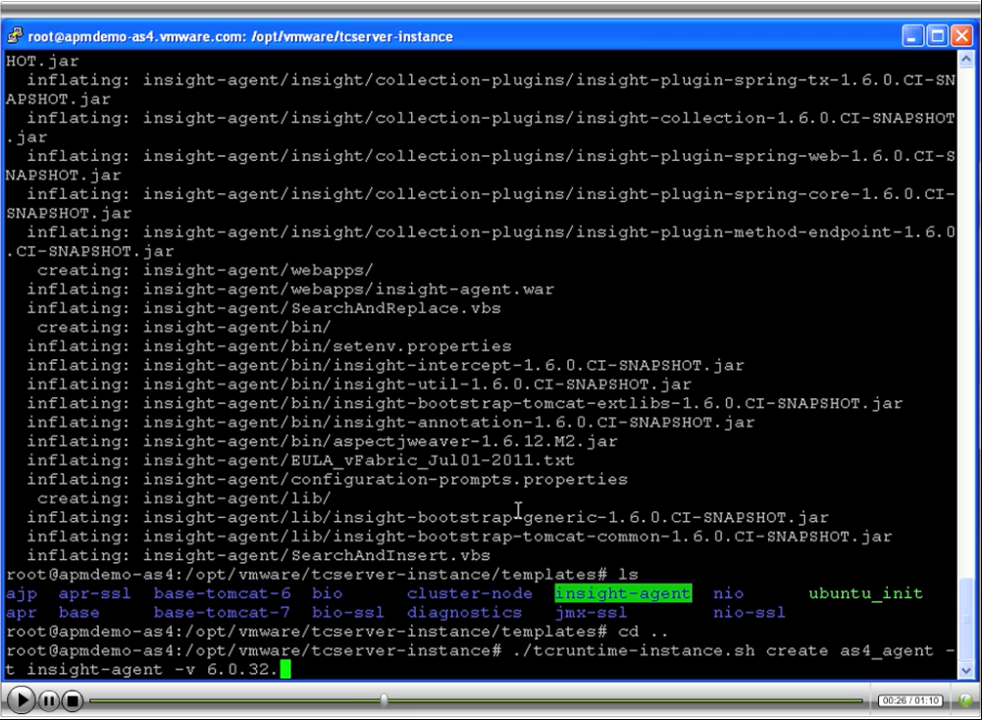 root@apmdemo-as4.vmware.com: /opt/vmware/tcserver-instance
HOT.jar
  inflating: insight-agent/insight/collection-plugins/insight-plugin-spring-tx-1.6.0.CI-SN
APSHOT.jar
  inflating: insight-agent/insight/collection-plugins/insight-collection-1.6.0.CI-SNAPSHOT
.jar
  inflating: insight-agent/insight/collection-plugins/insight-plugin-spring-web-1.6.0.CI-S
NAPSHOT.jar
  inflating: insight-agent/insight/collection-plugins/insight-plugin-spring-core-1.6.0.CI-
SNAPSHOT.jar
  inflating: insight-agent/insight/collection-plugins/insight-plugin-method-endpoint-1.6.0
.CI-SNAPSHOT.jar
   creating: insight-agent/webapps/
  inflating: insight-agent/webapps/insight-agent.war
  inflating: insight-agent/SearchAndReplace.vbs
   creating: insight-agent/bin/
  inflating: insight-agent/bin/setenv.properties
  inflating: insight-agent/bin/insight-intercept-1.6.0.CI-SNAPSHOT.jar
  inflating: insight-agent/bin/insight-util-1.6.0.CI-SNAPSHOT.jar
  inflating: insight-agent/bin/insight-bootstrap-tomcat-extlibs-1.6.0.CI-SNAPSHOT.jar
  inflating: insight-agent/bin/insight-annotation-1.6.0.CI-SNAPSHOT.jar
  inflating: insight-agent/bin/aspectjweaver-1.6.12.M2.jar
  inflating: insight-agent/EULA_vFabric_Jul01-2011.txt
  inflating: insight-agent/configuration-prompts.properties
   creating: insight-agent/lib/
  inflating: insight-agent/lib/insight-bootstrap-generic-1.6.0.CI-SNAPSHOT.jar
  inflating: insight-agent/lib/insight-bootstrap-tomcat-common-1.6.0.CI-SNAPSHOT.jar
  inflating: insight-agent/SearchAndInsert.vbs
root@apmdemo-as4:/opt/vmware/tcserver-instance/templates# ls
ajp  apr-ssl  base-tomcat-6  bio      cluster-node  insight-agent  nio      ubuntu_init
apr  base     base-tomcat-7  bio-ssl  diagnostics   jmx-ssl        nio-ssl
root@apmdemo-as4:/opt/vmware/tcserver-instance/templates# cd ..
root@apmdemo-as4:/opt/vmware/tcserver-instance# ./tcruntime-instance.sh create as4_agent -
t insight-agent -v 6.0.32.
00:26 / 01:10